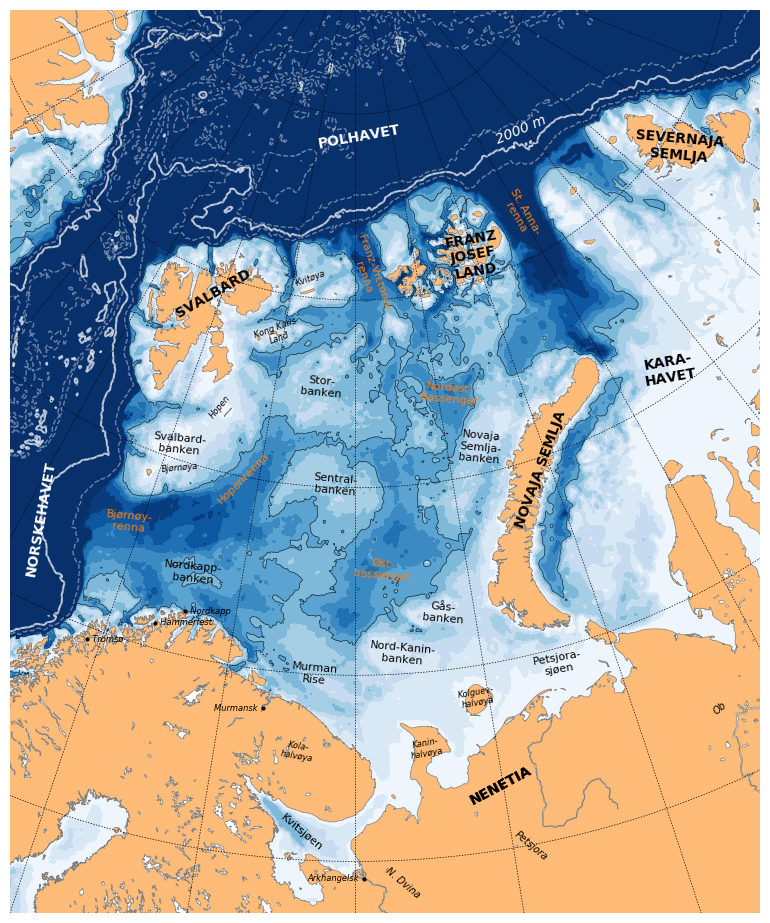 POLHAVET
2000 m
SEVERNAJA
SEMLJA
St. Anna-
renna
FRANZ
JOSEF
LAND
Franz-Victoria-
renna
SVALBARD
Kvitøya
Kong Karls
Land
KARA-
HAVET
Stor-
banken
Nordøst-
bassenget
Hopen
Svalbard-
banken
Bjørnøya
Novaja
Semlja-
banken
NOVAJA SEMLJA
Hopenrenna
Sentral-
banken
NORSKEHAVET
Bjørnøy-
renna
Nordkapp-
banken
Øst-
bassenget
Nordkapp
Hammerfest
Tromsø
Gås-
banken
Nord-Kanin-
banken
Petsjora-
sjøen
Murman
Rise
Kolguev-
halvøya
Murmansk
Ob
Kola-
halvøya
Kanin-
halvøya
NENETIA
Kvitsjøen
Petsjora
Arkhangelsk
N. Dvina